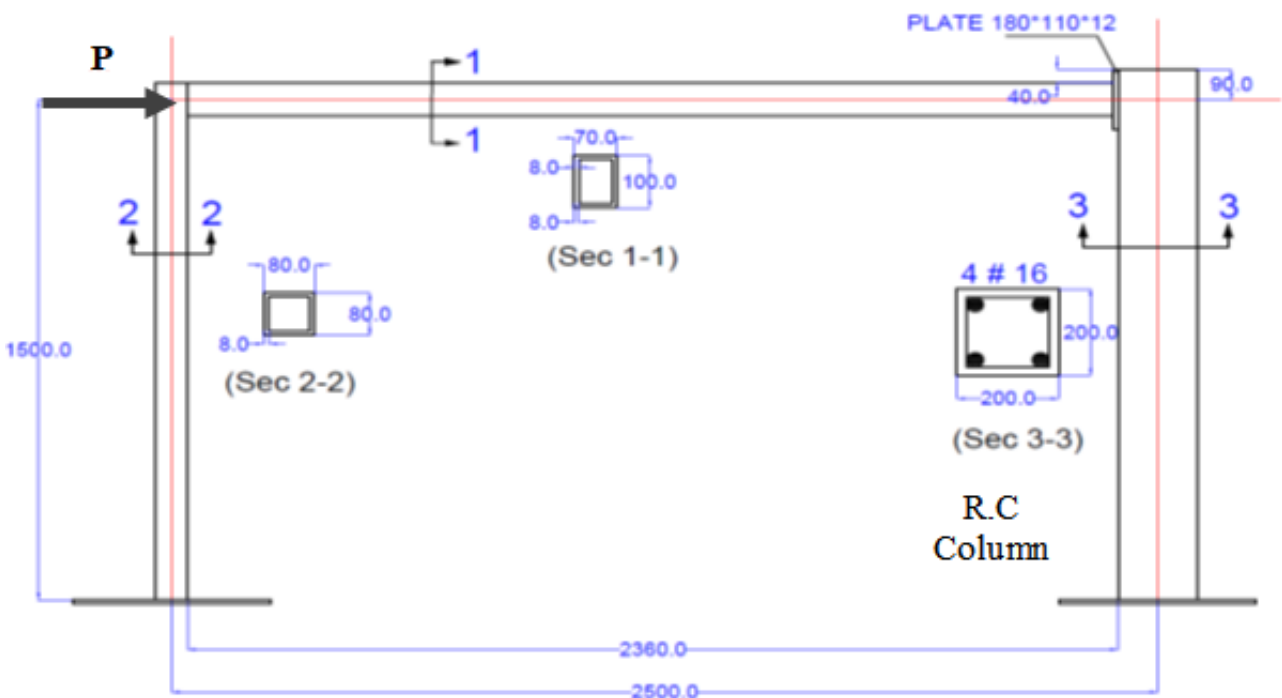 PLATE 180*110*12
P
1
90.0
40.0
1
70.0
8.0
100.0
8.0
(Sec 1-1)
2 2
3 3
80.0
80.0
8.0
(Sec 2-2)
4 # 16
200.0
200.0
(Sec 3-3)
1500.0
R.C
Column
2360.0
2500.0